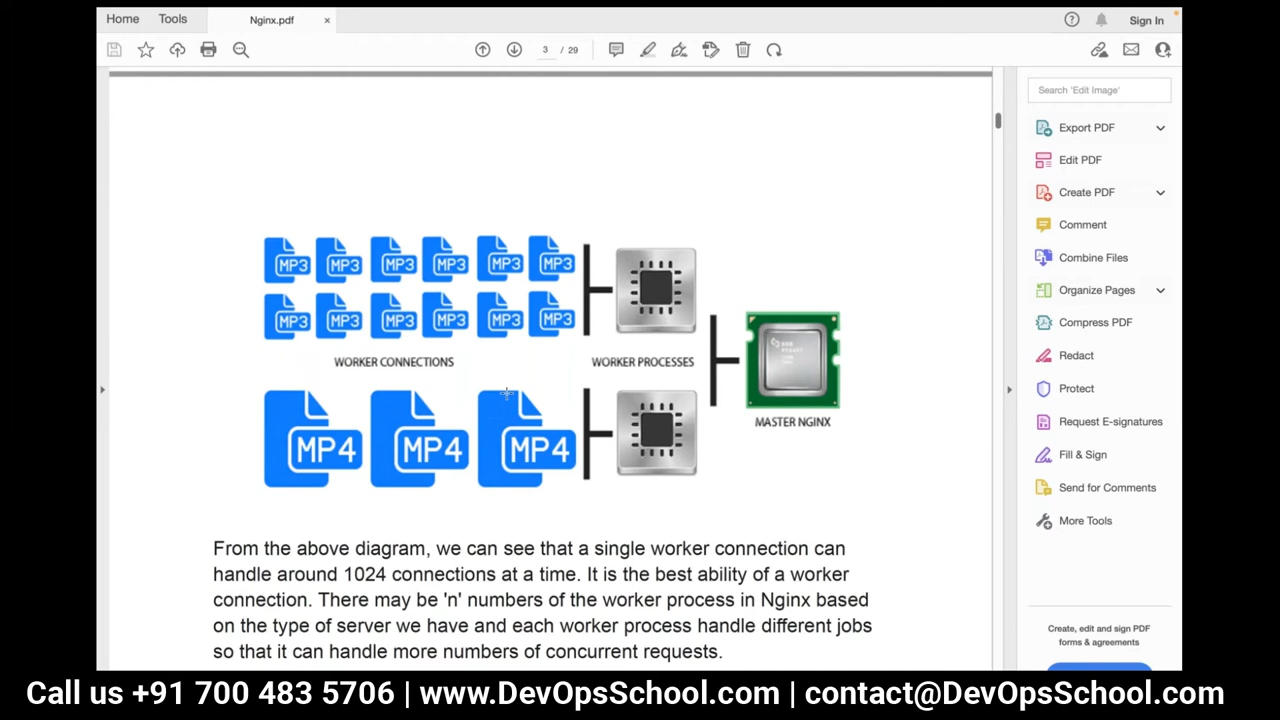 Home Tools Nginx.pdf × Sign In
3 / 29
Search 'Edit Image'
Export PDF
Edit PDF
Create PDF
Comment
Combine Files
Organize Pages
Compress PDF
Redact
Protect
Request E-signatures
Fill & Sign
Send for Comments
More Tools
Create, edit and sign PDF
forms & agreements
MP3 MP3 MP3 MP3 MP3 MP3
MP3 MP3 MP3 MP3 MP3 MP3
WORKER CONNECTIONS WORKER PROCESSES
MP4 MP4 MP4
MASTER NGINX
From the above diagram, we can see that a single worker connection can
handle around 1024 connections at a time. It is the best ability of a worker
connection. There may be 'n' numbers of the worker process in Nginx based
on the type of server we have and each worker process handle different jobs
so that it can handle more numbers of concurrent requests.
Call us +91 700 483 5706 | www.DevOpsSchool.com | contact@DevOpsSchool.com